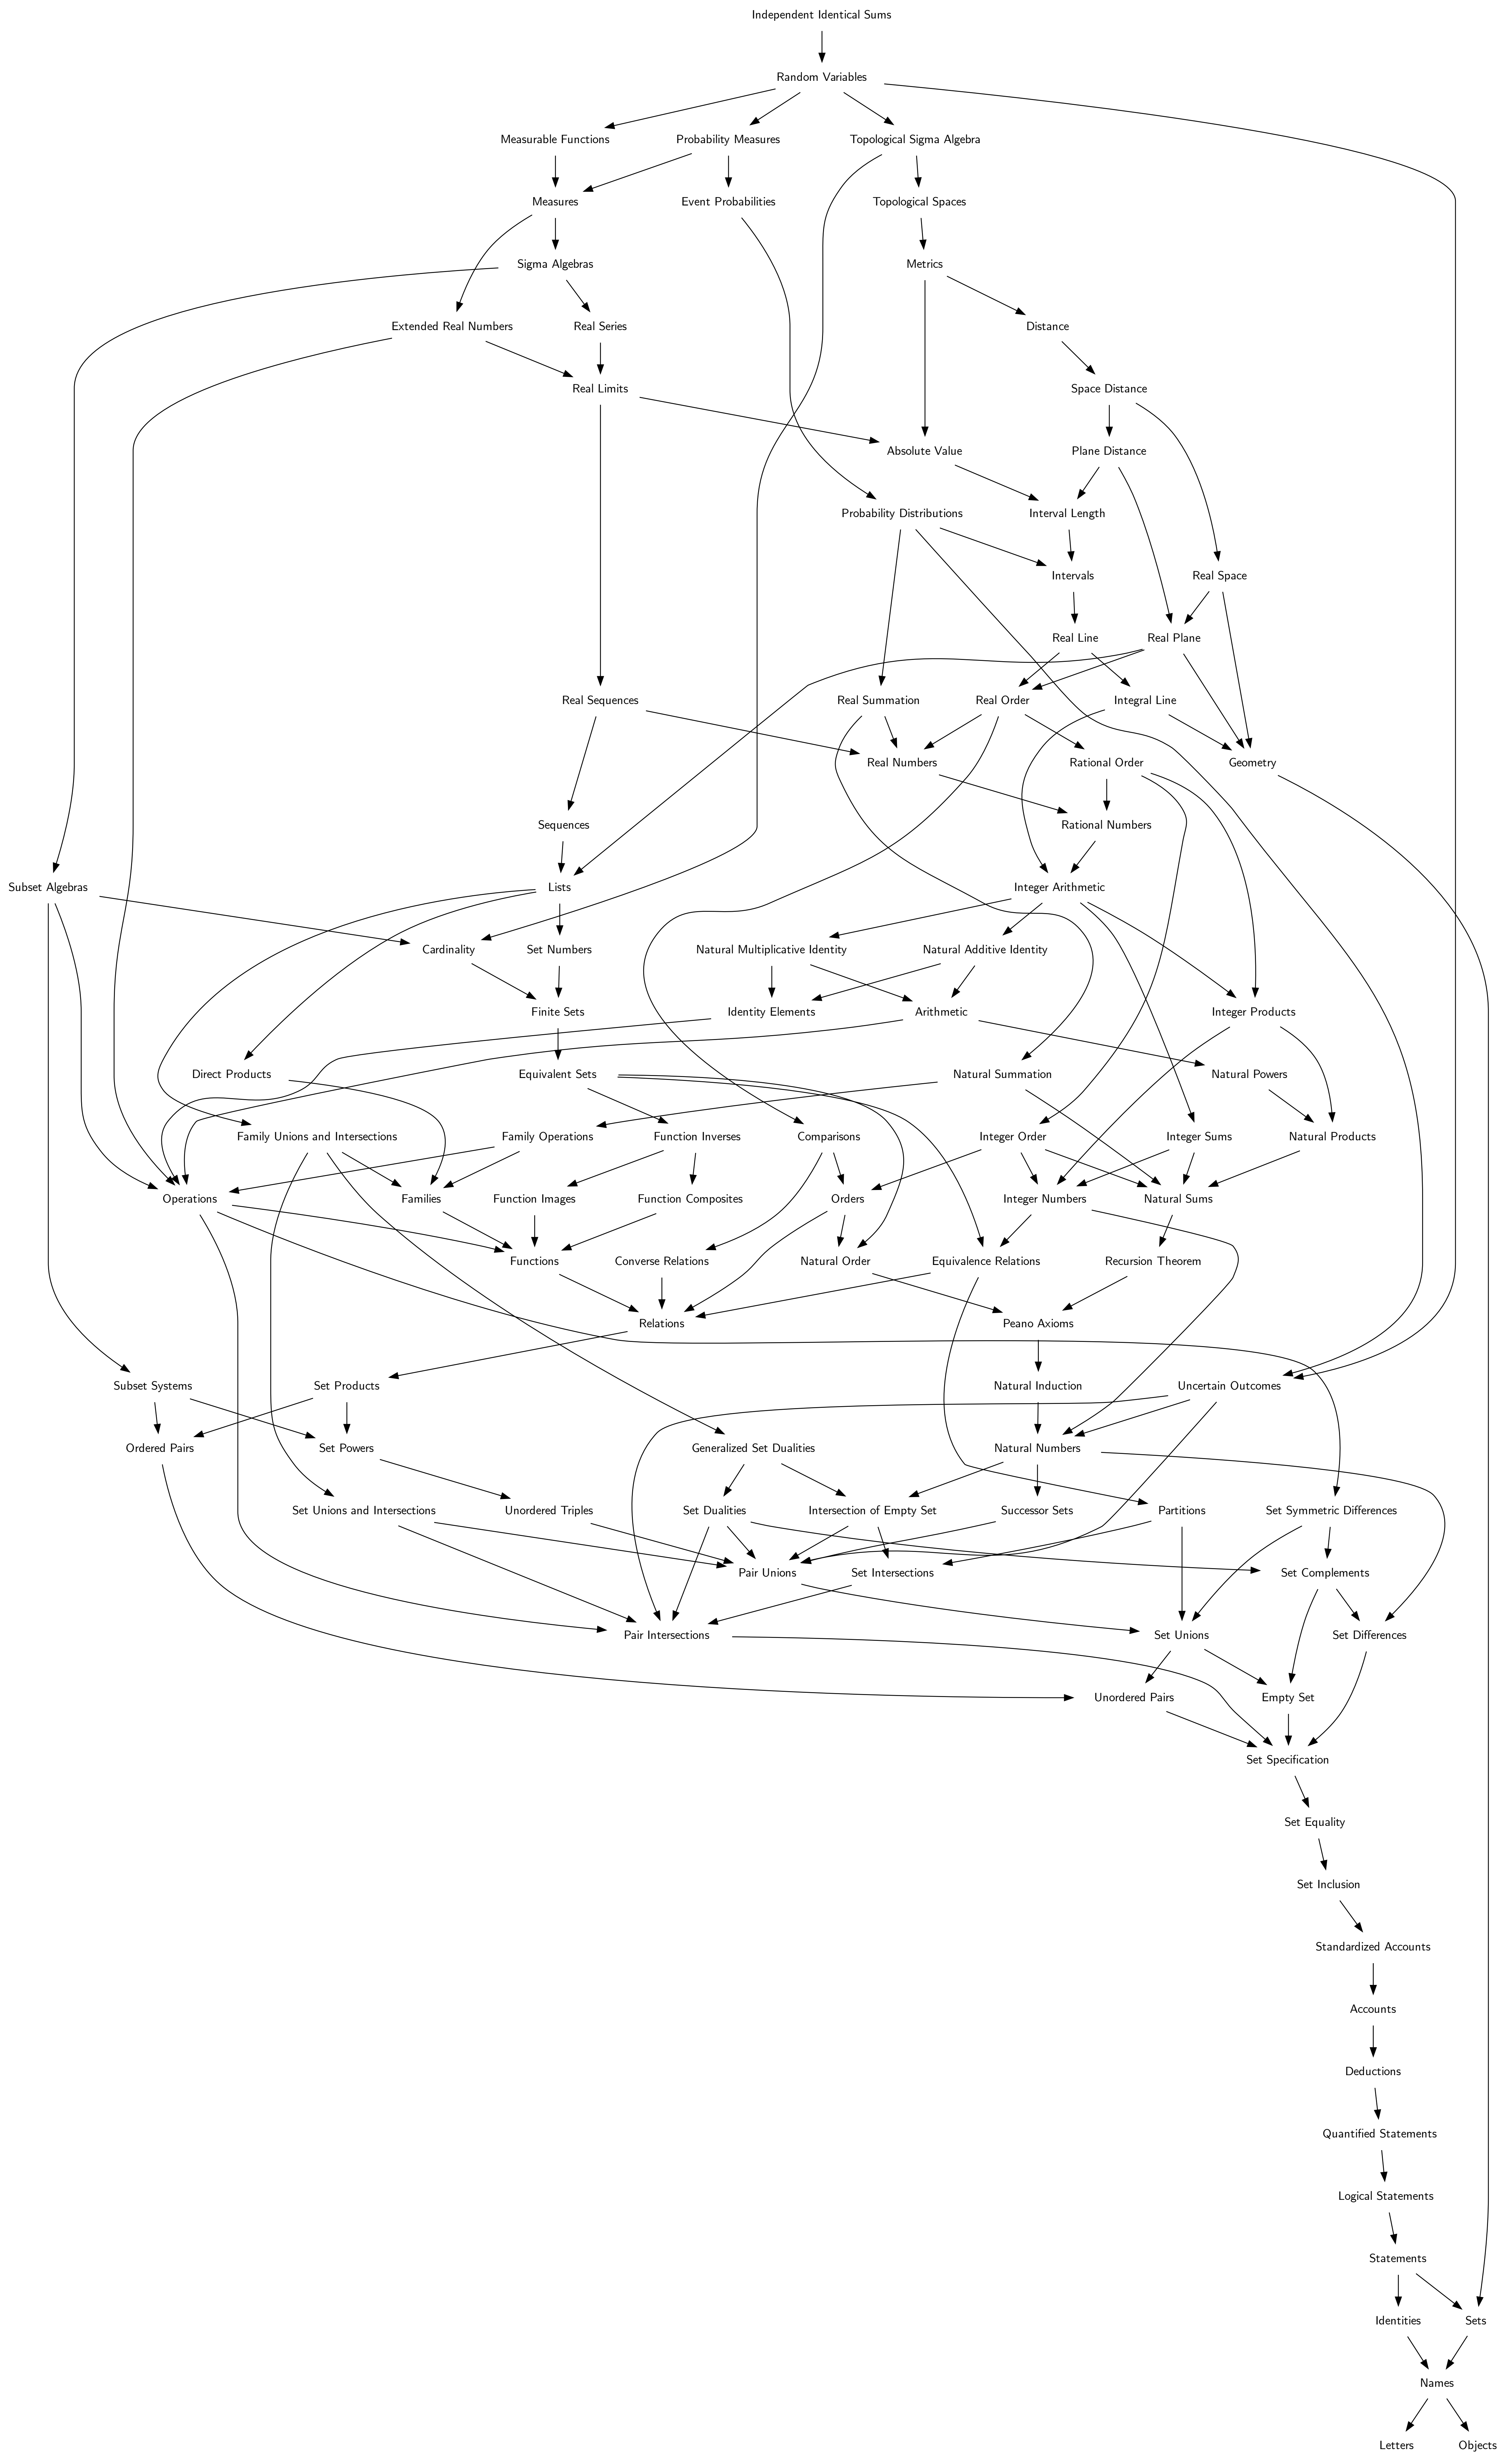 Independent Identical Sums
Random Variables
Measurable Functions
Probability Measures
Topological Sigma Algebra
Measures
Event Probabilities
Topological Spaces
Sigma Algebras
Metrics
Extended Real Numbers
Real Series
Distance
Real Limits
Space Distance
Absolute Value
Plane Distance
Probability Distributions
Interval Length
Intervals
Real Space
Real Line
Real Plane
Real Sequences
Real Summation
Real Order
Integral Line
Real Numbers
Rational Order
Geometry
Sequences
Rational Numbers
Subset Algebras
Lists
Integer Arithmetic
Cardinality
Set Numbers
Natural Multiplicative Identity
Natural Additive Identity
Finite Sets
Identity Elements
Arithmetic
Integer Products
Direct Products
Equivalent Sets
Natural Summation
Natural Powers
Family Unions and Intersections
Family Operations
Function Inverses
Comparisons
Integer Order
Integer Sums
Natural Products
Operations
Families
Function Images
Function Composites
Orders
Integer Numbers
Natural Sums
Functions
Converse Relations
Natural Order
Equivalence Relations
Recursion Theorem
Relations
Peano Axioms
Subset Systems
Set Products
Natural Induction
Uncertain Outcomes
Ordered Pairs
Set Powers
Generalized Set Dualities
Natural Numbers
Set Unions and Intersections
Unordered Triples
Set Dualities
Intersection of Empty Set
Successor Sets
Partitions
Set Symmetric Differences
Pair Unions
Set Intersections
Set Complements
Pair Intersections
Set Unions
Set Differences
Unordered Pairs
Empty Set
Set Specification
Set Equality
Set Inclusion
Standardized Accounts
Accounts
Deductions
Quantified Statements
Logical Statements
Statements
Identities
Sets
Names
Letters
Objects